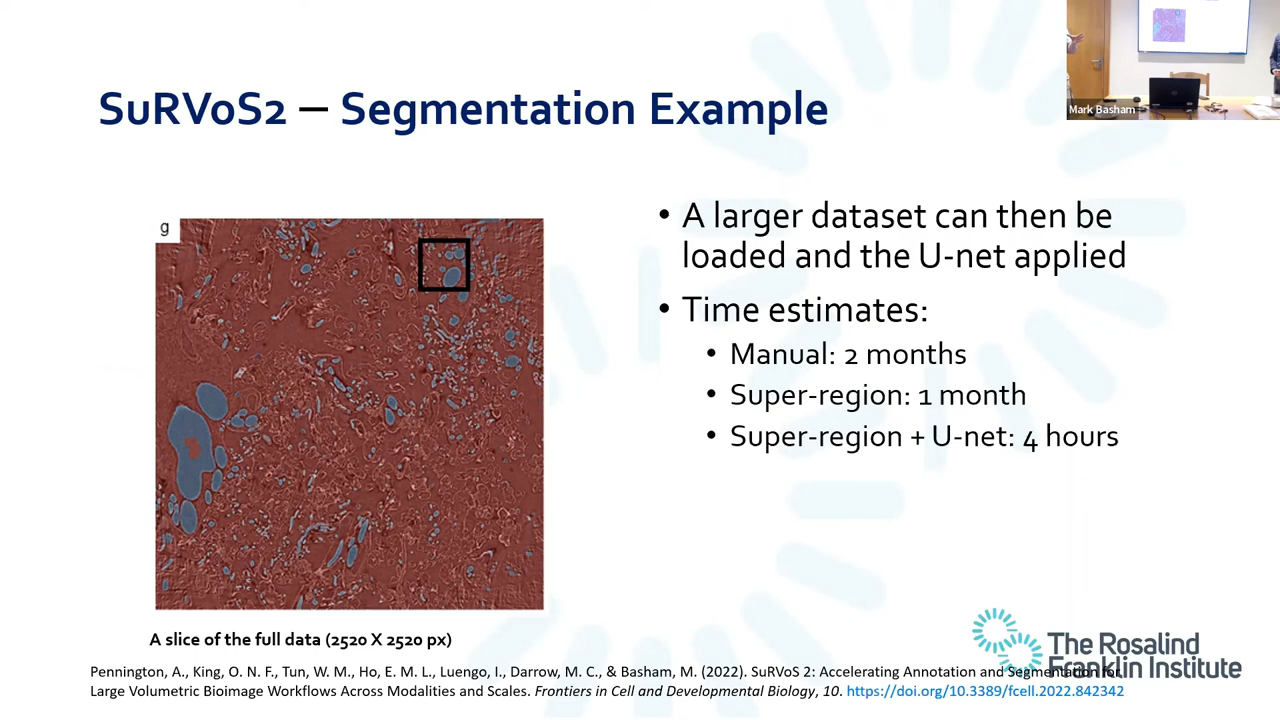 Mark Basham
SuRVoS2 – Segmentation Example
g
• A larger dataset can then be
loaded and the U-net applied
• Time estimates:
• Manual: 2 months
• Super-region: 1 month
• Super-region + U-net: 4 hours
A slice of the full data (2520 X 2520 px)
The Rosalind
Franklin Institute
Pennington, A., King, O. N. F., Tun, W. M., Ho, E. M. L., Luengo, I., Darrow, M. C., & Basham, M. (2022). SuRVoS 2: Accelerating Annotation and Segmentation for
Large Volumetric Bioimage Workflows Across Modalities and Scales. Frontiers in Cell and Developmental Biology, 10. https://doi.org/10.3389/fcell.2022.842342